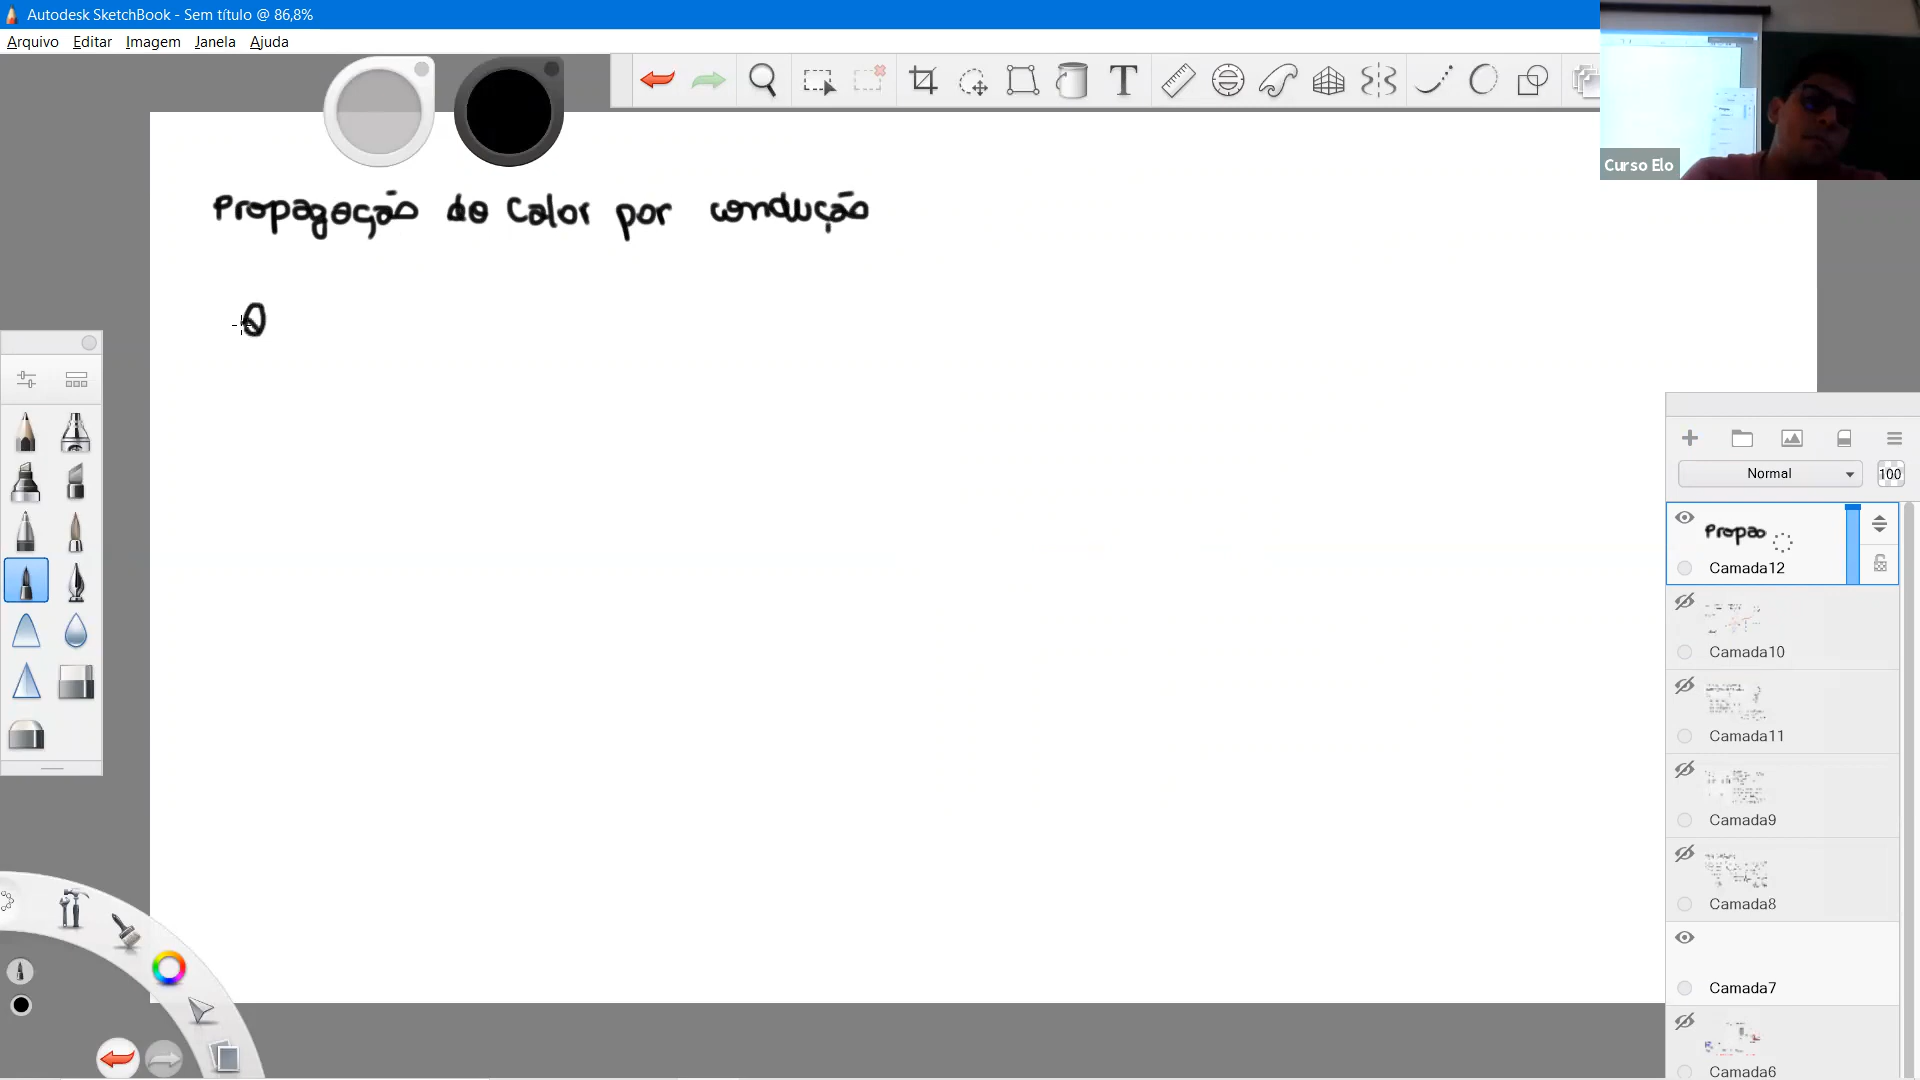 Autodesk SketchBook - Sem título @ 86,8%
Arquivo Editar Imagem Janela Ajuda
T
Curso Elo
Propagação do Calor por condução
O
Normal
100
Propao
Camada12
Camada10
Camada11
Camada9
Camada8
Camada7
Camada6